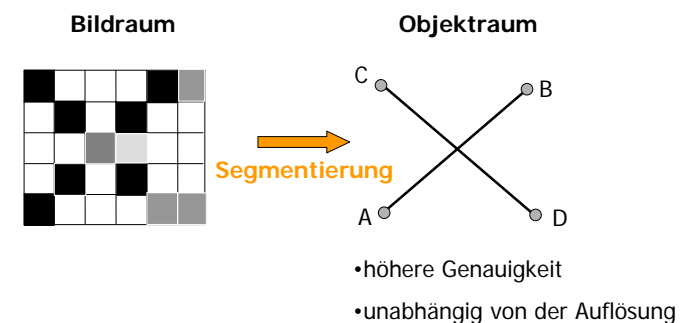 Bildraum
Objektraum
C
B
Segmentierung
A
D
•höhere Genauigkeit
•unabhängig von der Auflösung